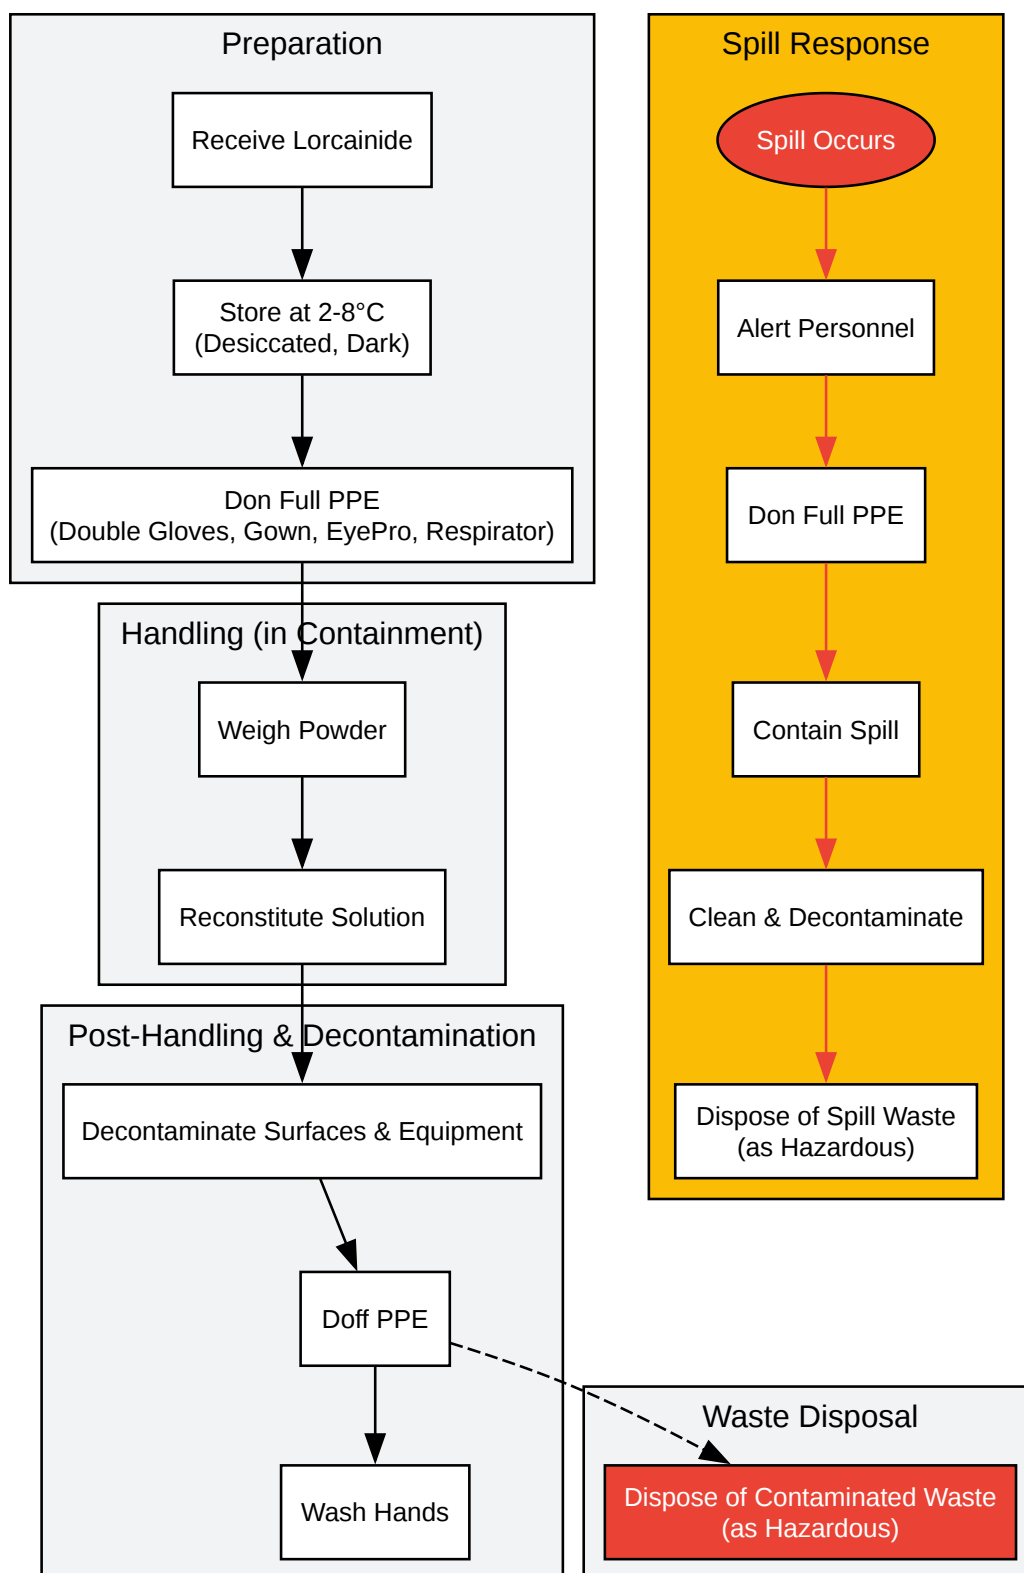 Preparation
Receive Lorcainide
Store at 2-8°C
(Desiccated, Dark)
Don Full PPE
(Double Gloves, Gown, EyePro, Respirator)
Handling (in Containment)
Weigh Powder
Reconstitute Solution
Post-Handling & Decontamination
Decontaminate Surfaces & Equipment
Doff PPE
Wash Hands
Spill Response
Spill Occurs
Alert Personnel
Don Full PPE
Contain Spill
Clean & Decontaminate
Dispose of Spill Waste
(as Hazardous)
Waste Disposal
Dispose of Contaminated Waste
(as Hazardous)